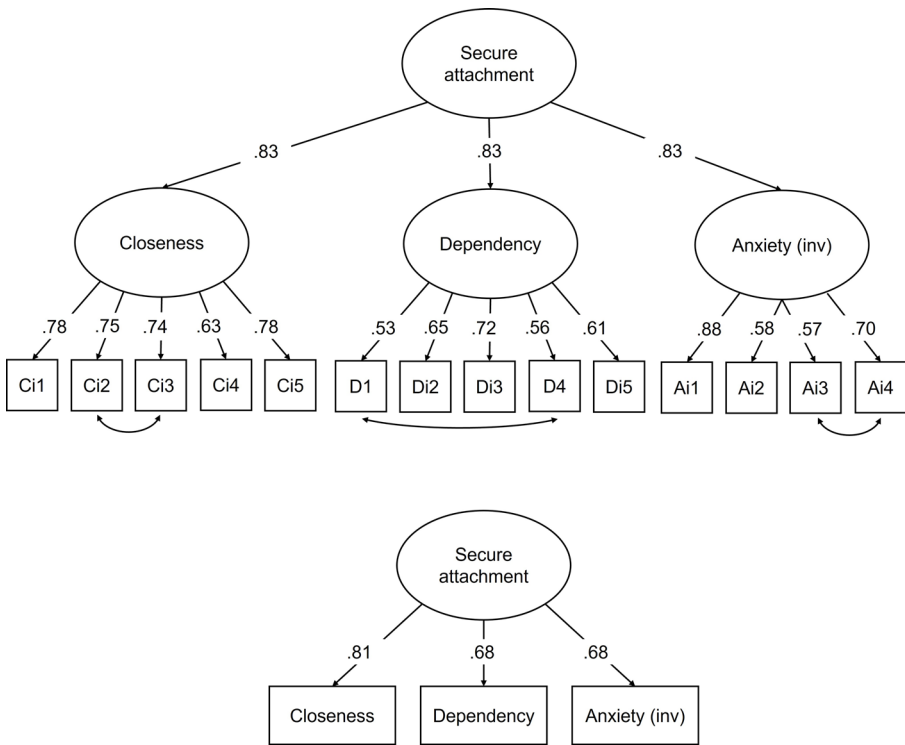 Secure
attachment
.83 .83 .83
Closeness Dependency Anxiety (inv)
.78 .75 .74 .63 .78 .53 .65 .72 .56 .61 .88 .58 .57 .70
Ci1 Ci2 Ci3 Ci4 Ci5 D1 Di2 Di3 D4 Di5 Ai1 Ai2 Ai3 Ai4
Secure
attachment
.81 .68 .68
Closeness Dependency Anxiety (inv)